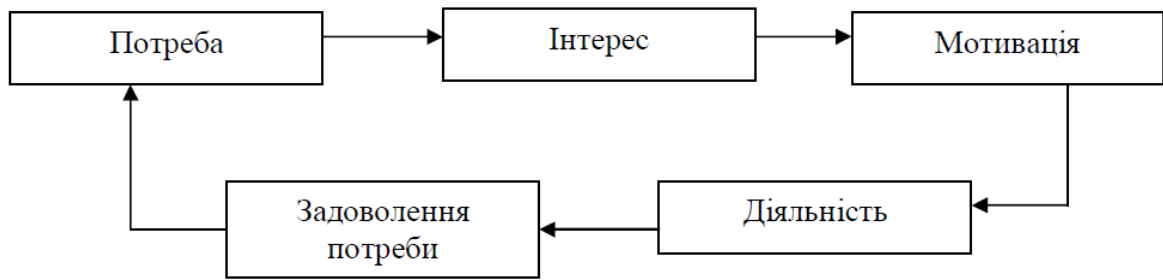 Потреба
Інтерес
Мотивація
Задоволення
потреби
Діяльність